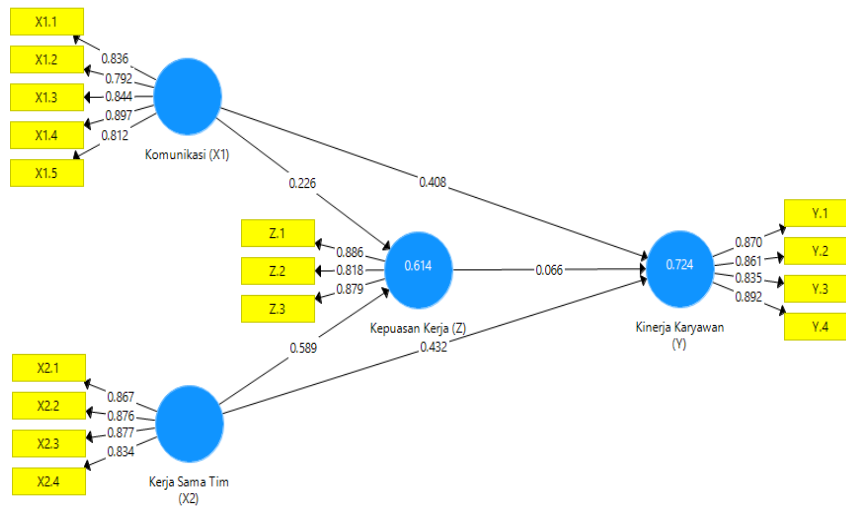 X1.1
X1.2
X1.3
X1.4
X1.5
0.836
0.792
0.844
0.897
0.812
Komunikasi (X1)
0.226
0.408
Z.1
Z.2
Z.3
0.886
0.818
0.879
0.614
Kepuasan Kerja (Z)
0.066
0.724
Kinerja Karyawan
(Y)
0.870
0.861
0.835
0.892
Y.1
Y.2
Y.3
Y.4
0.589
0.432
X2.1
X2.2
X2.3
X2.4
0.867
0.876
0.877
0.834
Kerja Sama Tim
(X2)